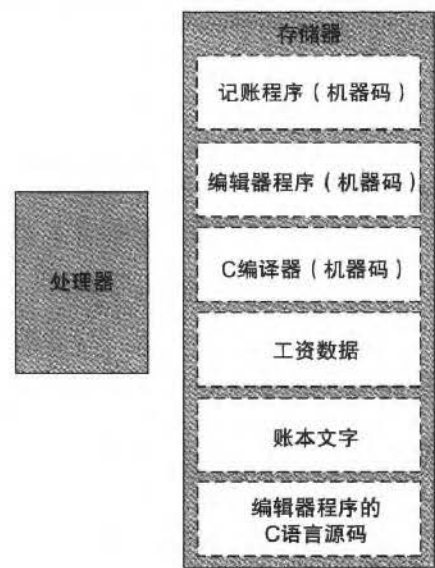 存储器
记账程序（机器码）
编辑器程序（机器码）
处理器
C编译器（机器码）
工资数据
账本文字
编辑器程序的
C语言源码